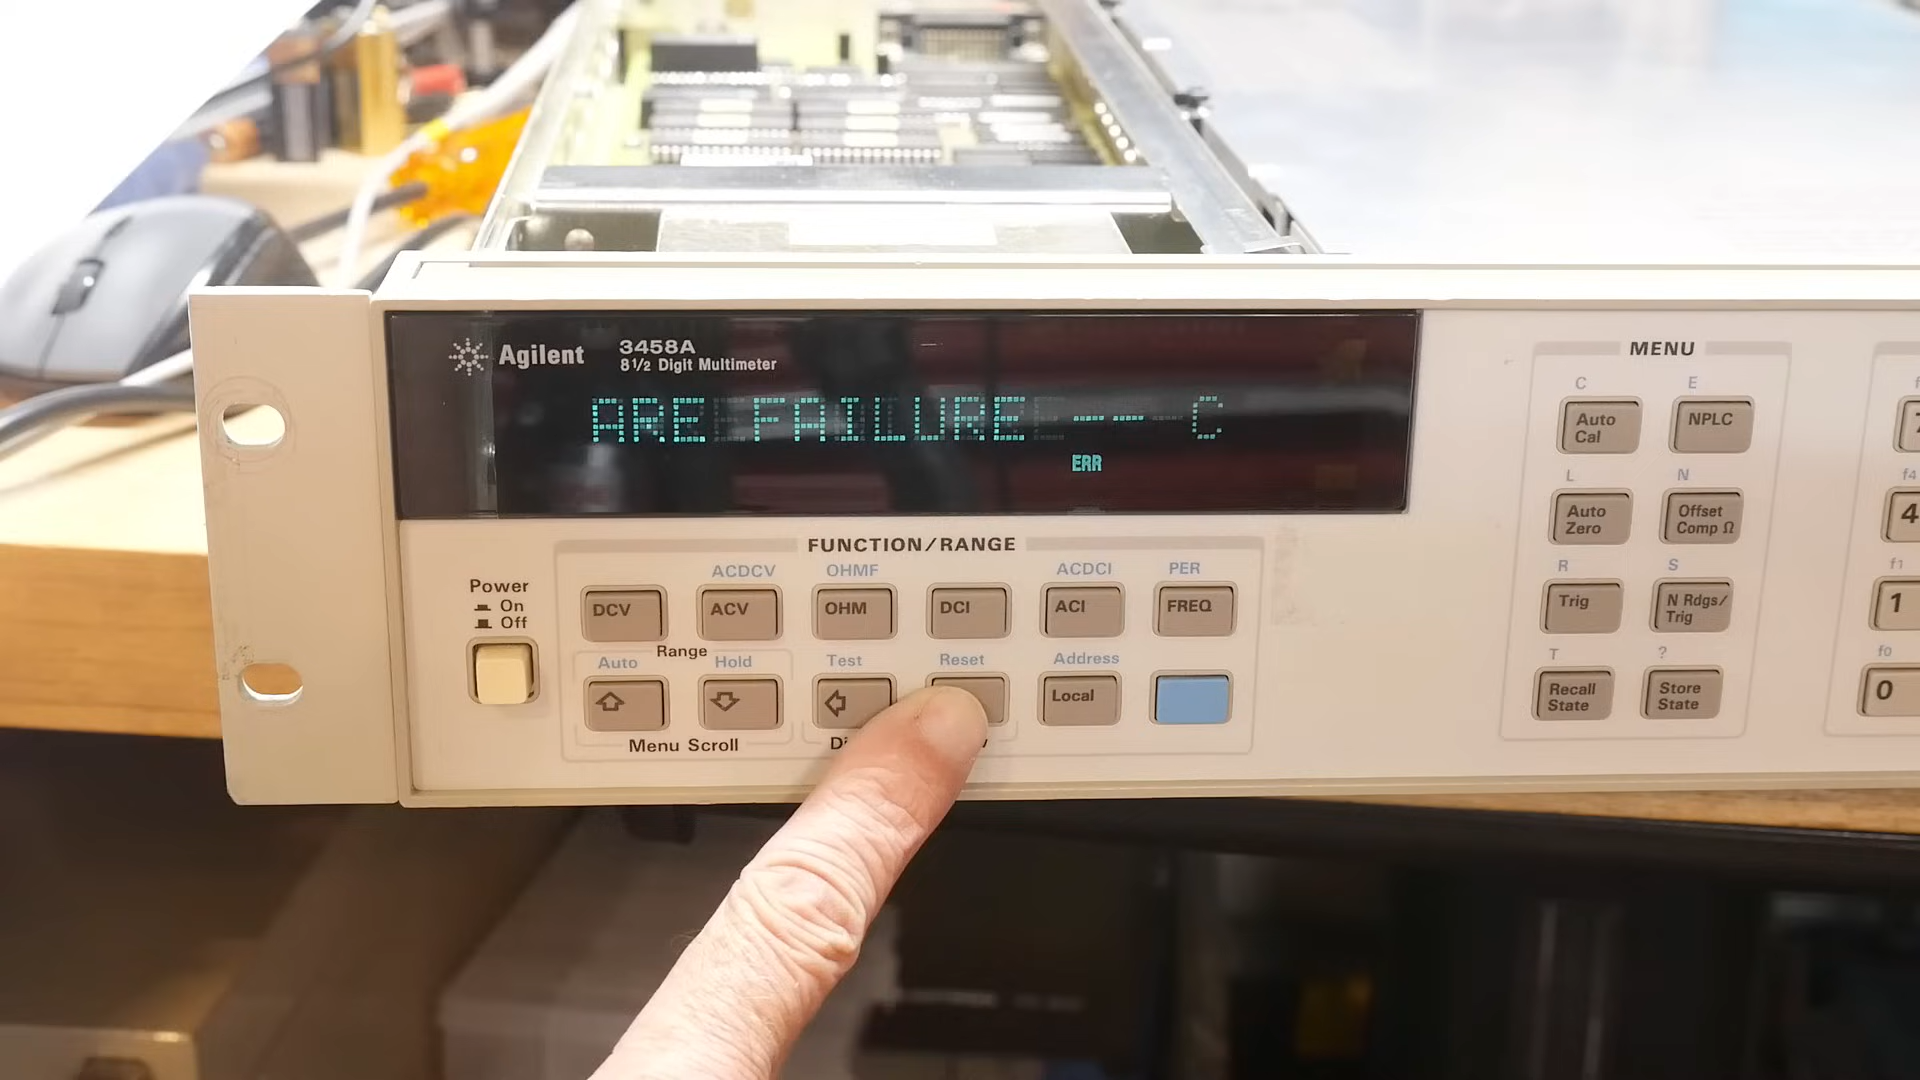 Agilent
3458A
8½ Digit Multimeter
ARE FAILURE -- C
ERR
FUNCTION/RANGE
Power
On
Off
ACDCV
OHMF
ACDCI
PER
DCV
ACV
OHM
DCI
ACI
FREQ
Range
Auto
Hold
Test
Reset
Address
Local
Menu Scroll
MENU
C
E
Auto Cal
NPLC
L
N
Auto Zero
Offset Comp Ω
R
S
Trig
N Rdgs/ Trig
T
?
Recall State
Store State
f4
4
f1
1
f0
0